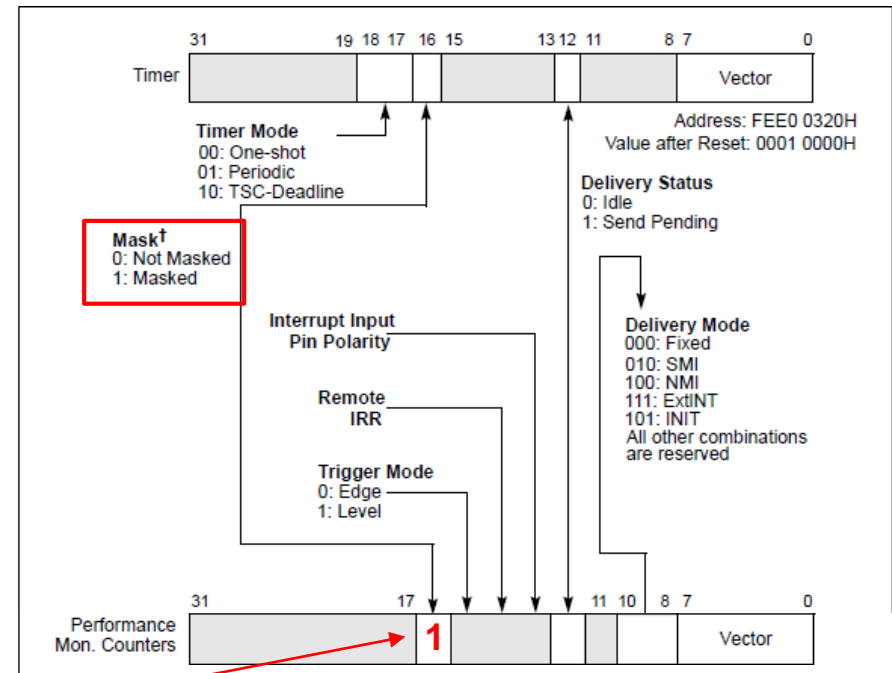 31 19 18 17 16 15 13 12 11 8 7 0
Timer Vector
Address: FEE0 0320H
Value after Reset: 0001 0000H
Timer Mode
00: One-shot
01: Periodic
10: TSC-Deadline
Delivery Status
0: Idle
1: Send Pending
Mask†
0: Not Masked
1: Masked
Interrupt Input
Pin Polarity
Delivery Mode
000: Fixed
010: SMI
100: NMI
111: ExtINT
101: INIT
All other combinations
are reserved
Remote
IRR
Trigger Mode
0: Edge
1: Level
31 17 11 10 8 7 0
Performance
Mon. Counters 1 Vector